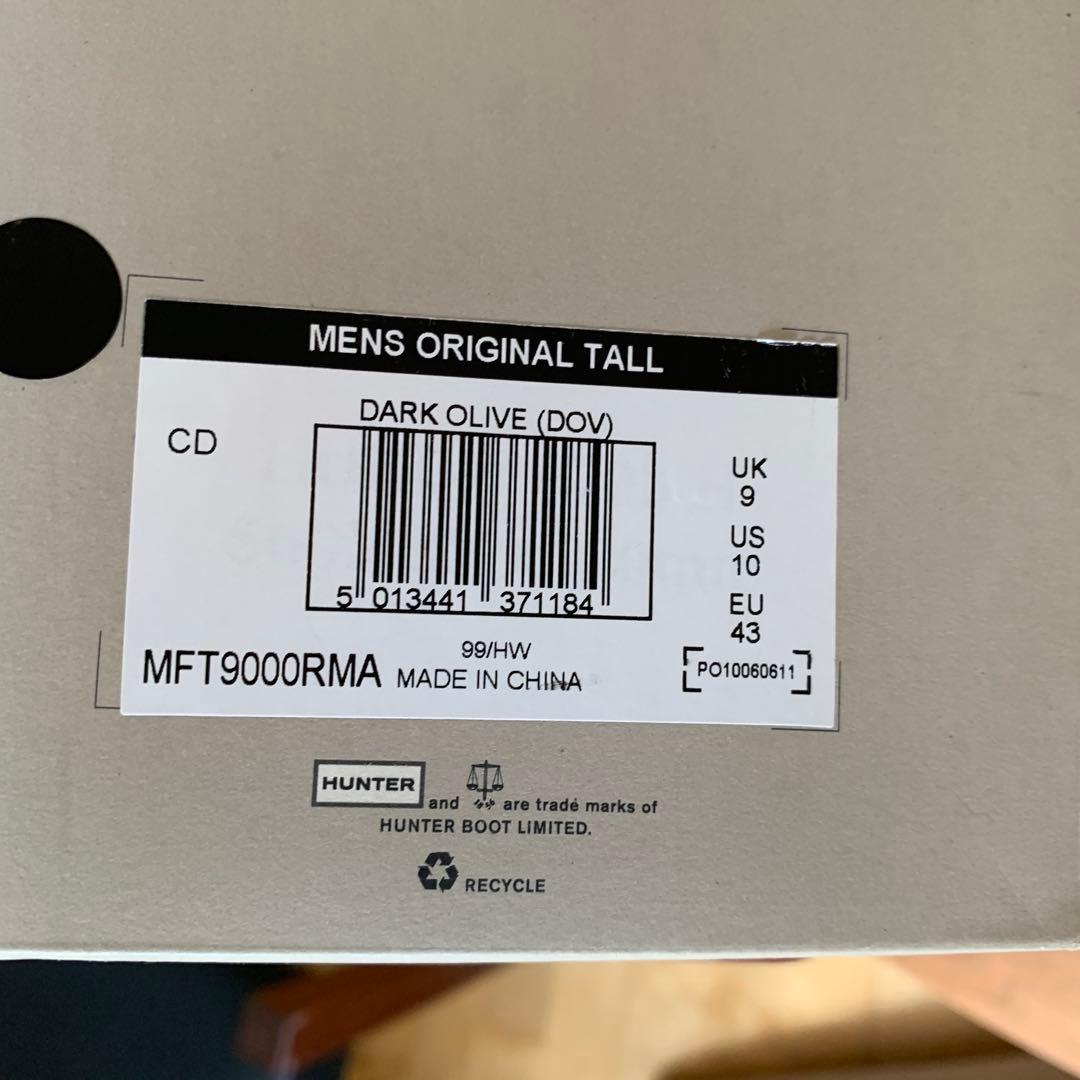 MENS ORIGINAL TALL
DARK OLIVE (DOV)
CD
5 013441 371184
UK
9
US
10
EU
43
99/HW
MFT9000RMA MADE IN CHINA
PO10060611
HUNTER and are trade marks of
HUNTER BOOT LIMITED.
RECYCLE